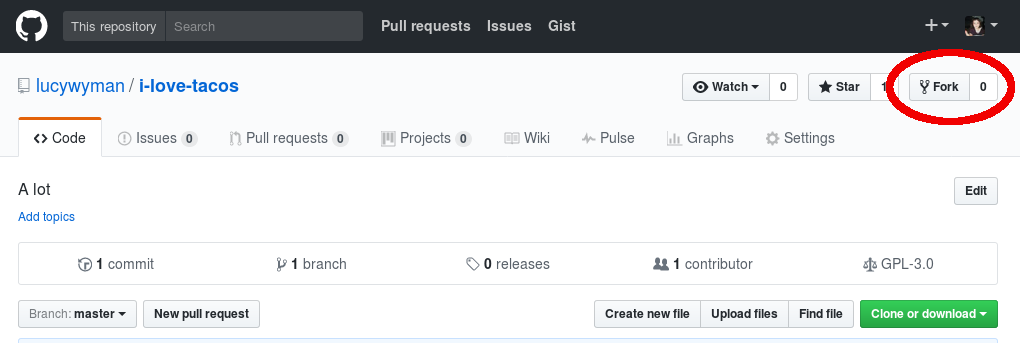 This repository Search Pull requests Issues Gist
lucywyman / i-love-tacos Watch 0 Star 1 Fork 0
Code Issues 0 Pull requests 0 Projects 0 Wiki Pulse Graphs Settings
A lot Edit
Add topics
1 commit 1 branch 0 releases 1 contributor GPL-3.0
Branch: master New pull request Create new file Upload files Find file Clone or download